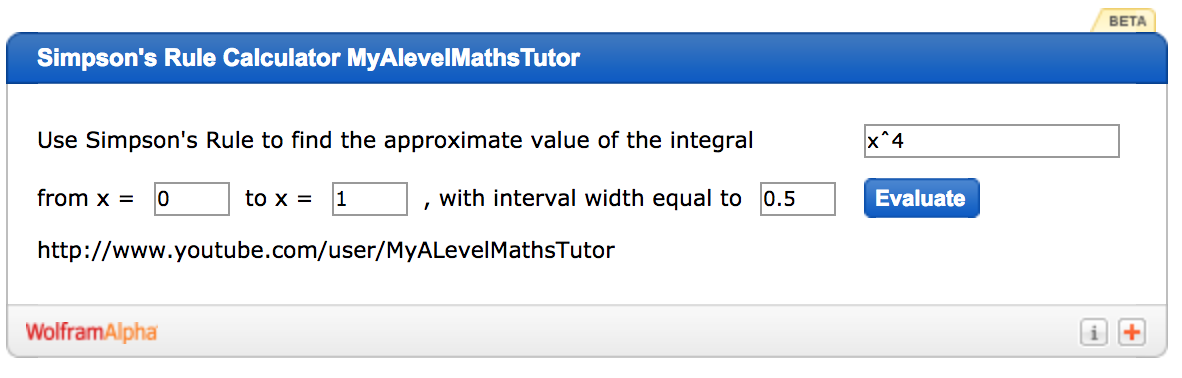 BETA
Simpson's Rule Calculator MyAlevelMathsTutor
Use Simpson's Rule to find the approximate value of the integral x^4
from x = 0 to x = 1 , with interval width equal to 0.5 Evaluate
http://www.youtube.com/user/MyALevelMathsTutor
WolframAlpha i +